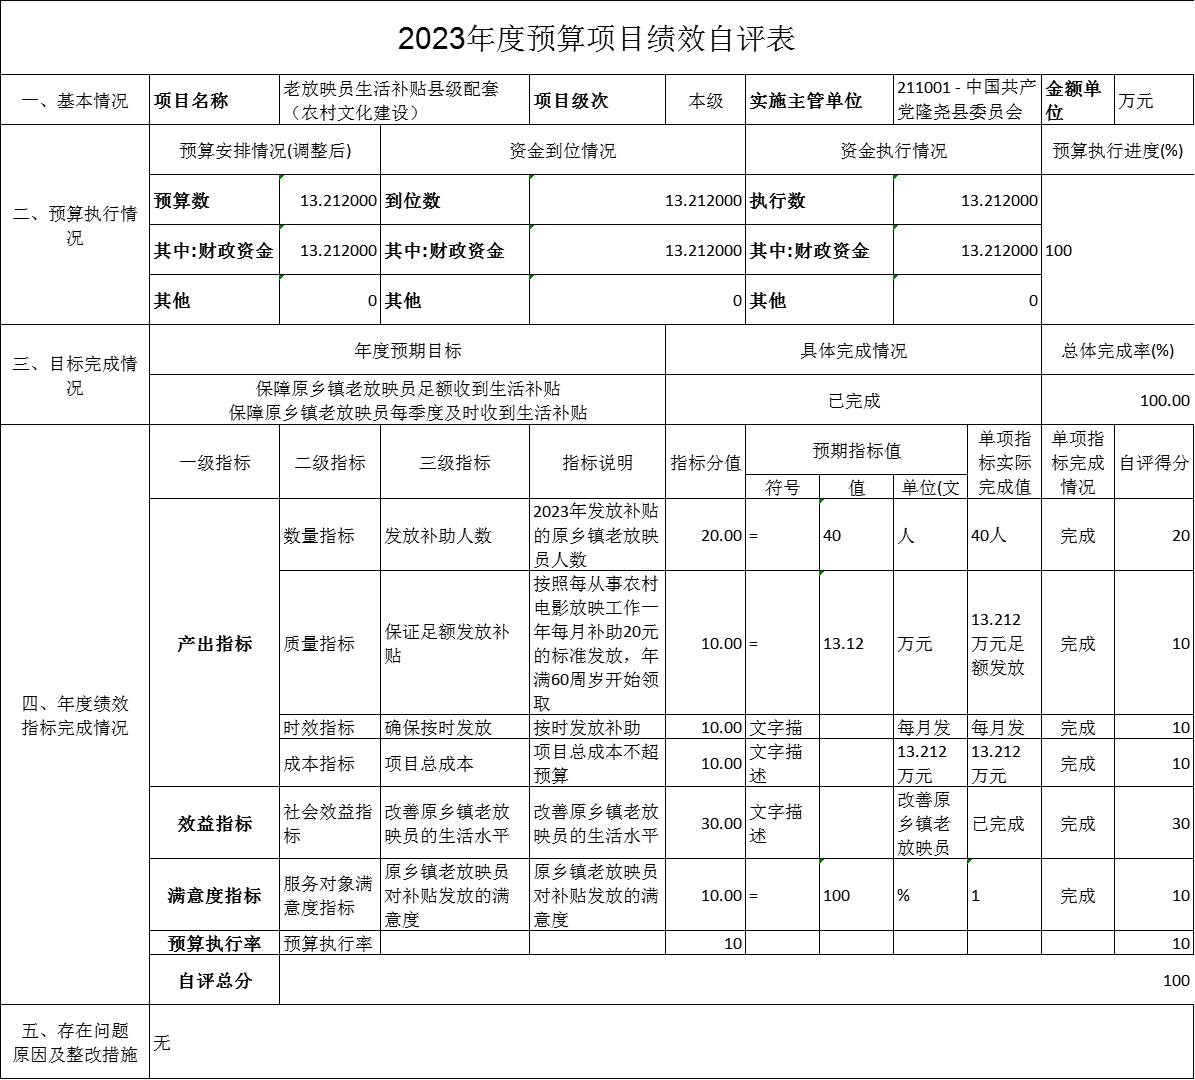 2023年度预算项目绩效自评表
一、基本情况 项目名称 老放映员生活补贴县级配套（农村文化建设） 项目级次 本级 实施主管单位 211001 - 中国共产党隆尧县委员会 金额单位 万元
二、预算执行情况 预算安排情况(调整后) 资金到位情况 资金执行情况 预算执行进度(%)
预算数 13.212000 到位数 13.212000 执行数 13.212000 100
其中:财政资金 13.212000 其中:财政资金 13.212000 其中:财政资金 13.212000
其他 0 其他 0 其他 0
三、目标完成情况 年度预期目标 具体完成情况 总体完成率(%)
保障原乡镇老放映员足额收到生活补贴
保障原乡镇老放映员每季度及时收到生活补贴 已完成 100.00
四、年度绩效指标完成情况 一级指标 二级指标 三级指标 指标说明 指标分值 预期指标值 单项指标实际完成值 单项指标完成情况 自评得分
符号 值 单位(文
产出指标 数量指标 发放补助人数 2023年发放补贴的原乡镇老放映员人数 20.00 = 40 人 40人 完成 20
质量指标 保证足额发放补贴 按照每从事农村电影放映工作一年每月补助20元的标准发放，年满60周岁开始领取 10.00 = 13.12 万元 13.212万元足额发放 完成 10
时效指标 确保按时发放 按时发放补助 10.00 文字描 每月发 每月发 完成 10
成本指标 项目总成本 项目总成本不超预算 10.00 文字描述 13.212万元 13.212万元 完成 10
效益指标 社会效益指标 改善原乡镇老放映员的生活水平 改善原乡镇老放映员的生活水平 30.00 文字描述 改善原乡镇老放映员 已完成 完成 30
满意度指标 服务对象满意度指标 原乡镇老放映员对补贴发放的满意度 原乡镇老放映员对补贴发放的满意度 10.00 = 100 % 1 完成 10
预算执行率 预算执行率 10 10
自评总分 100
五、存在问题原因及整改措施 无